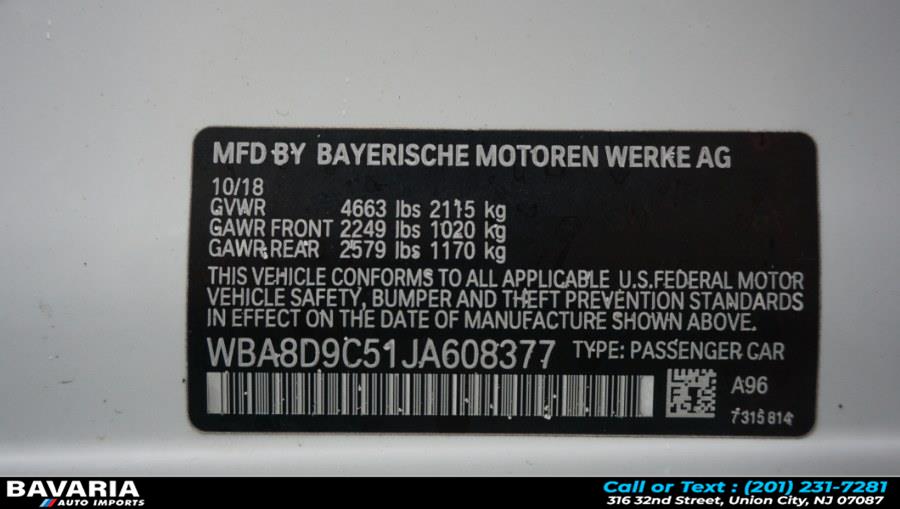 MFD BY BAYERISCHE MOTOREN WERKE AG
10/18
GVWR 4663 lbs 2115 kg
GAWR FRONT 2249 lbs 1020 kg
GAWR REAR 2579 lbs 1170 kg
THIS VEHICLE CONFORMS TO ALL APPLICABLE U.S.FEDERAL MOTOR
VEHICLE SAFETY, BUMPER AND THEFT PREVENTION STANDARDS
IN EFFECT ON THE DATE OF MANUFACTURE SHOWN ABOVE.
WBA8D9C51JA608377 TYPE: PASSENGER CAR
A96
7315814
BAVARIA
AUTO IMPORTS
Call or Text : (201) 231-7281
316 32nd Street, Union City, NJ 07087